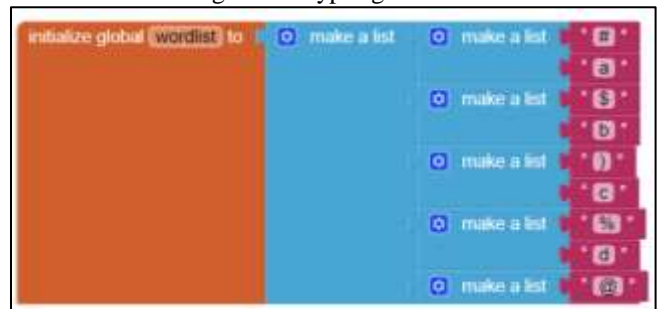 initialize global wordlist to make a list make a list " # "
" a "
make a list " $ "
" b "
make a list
" c "
make a list " % "
" d "
make a list " @ "